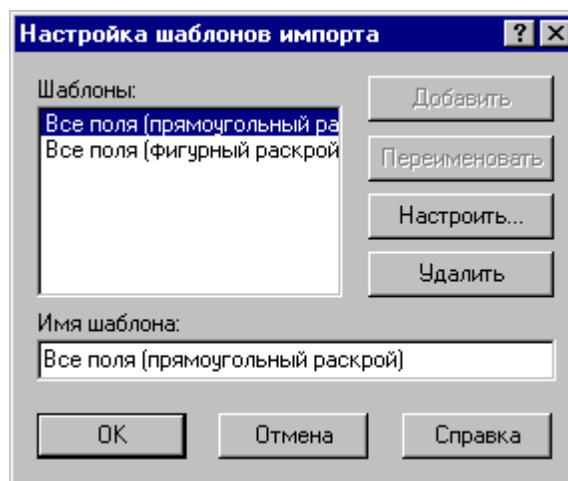 Настройка шаблонов импорта
Шаблоны:
Все поля (прямоугольный ра
Все поля (фигурный раскрой
Добавить
Переименовать
Настроить...
Удалить
Имя шаблона:
Все поля (прямоугольный раскрой)
OK
Отмена
Справка